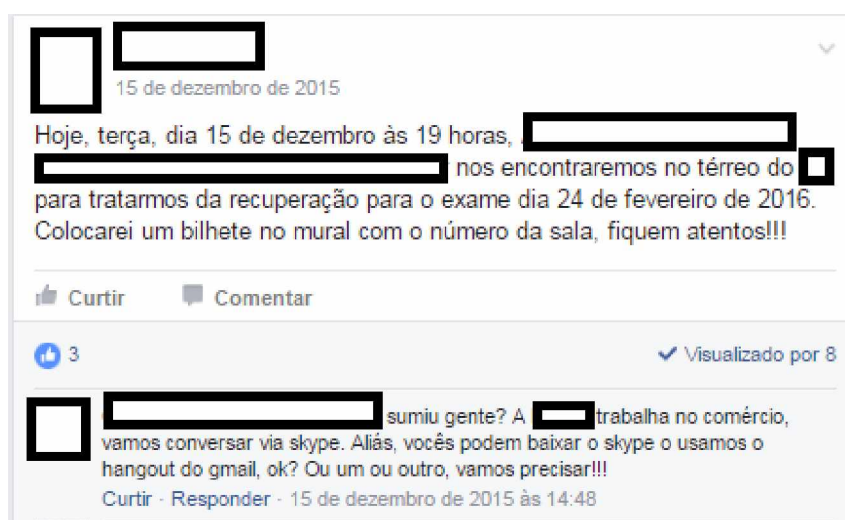 15 de dezembro de 2015
Hoje, terça, dia 15 de dezembro às 19 horas,
nos encontraremos no térreo do
para tratarmos da recuperação para o exame dia 24 de fevereiro de 2016.
Colocarei um bilhete no mural com o número da sala, fiquem atentos!!!
Curtir Comentar
3 Visualizado por 8
sumiu gente? A trabalha no comércio,
vamos conversar via skype. Aliás, vocês podem baixar o skype o usamos o
hangout do gmail, ok? Ou um ou outro, vamos precisar!!!
Curtir · Responder · 15 de dezembro de 2015 às 14:48